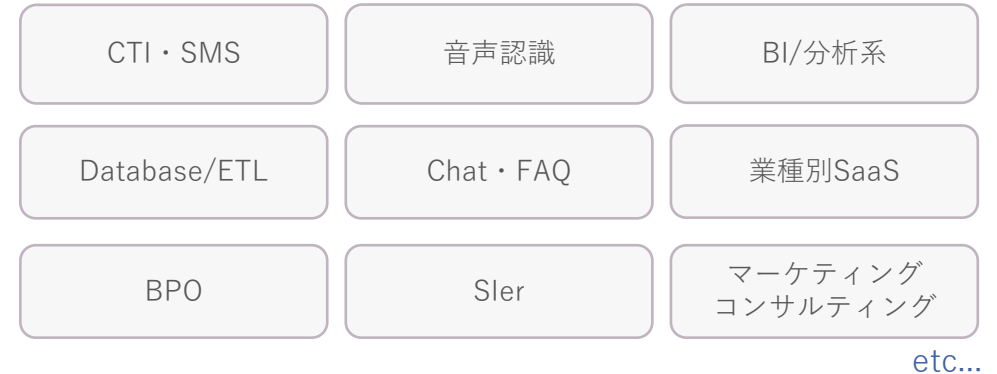 CTI・SMS
音声認識
BI/分析系
Database/ETL
Chat・FAQ
業種別SaaS
BPO
SIer
マーケティング
コンサルティング
etc...